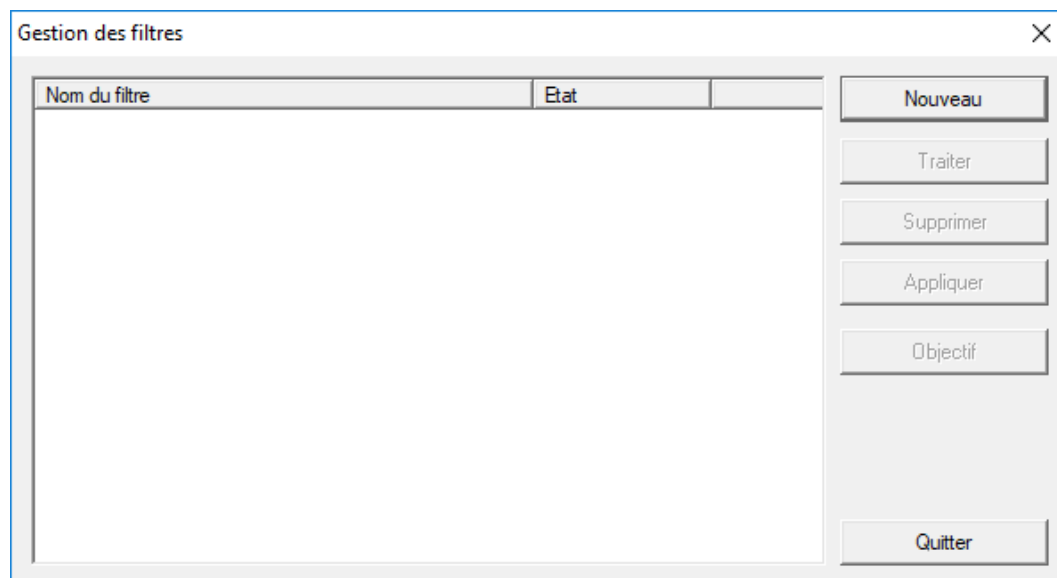 Gestion des filtres
Nom du filtre
Etat
Nouveau
Traiter
Supprimer
Appliquer
Objectif
Quitter